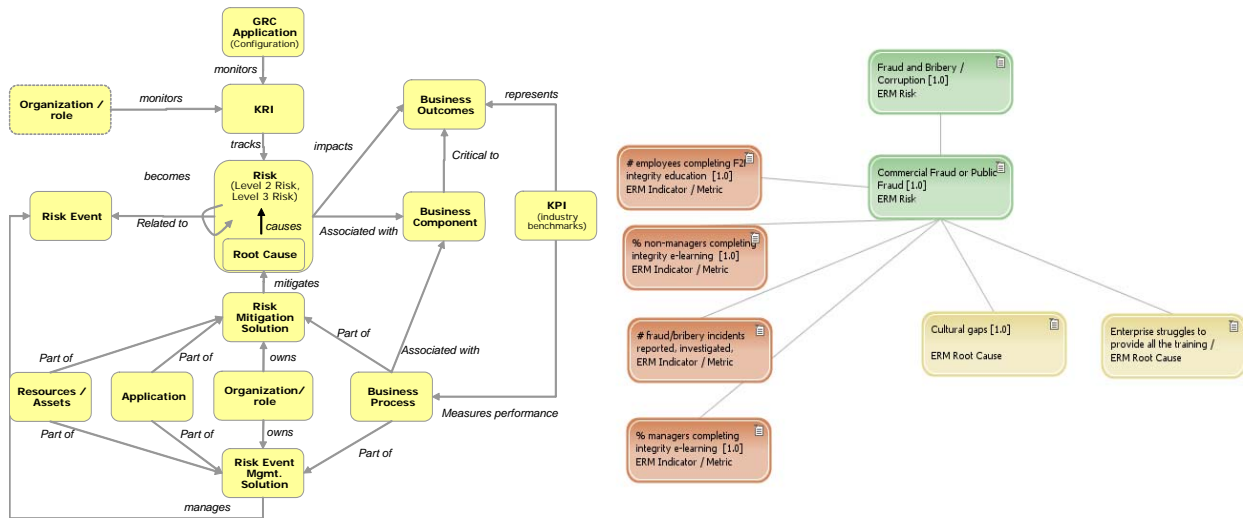 GRC
Application
(Configuration)
monitors
Organization /
role
monitors
KRI
Business
Outcomes
represents
tracks
impacts
Critical to
becomes
Risk
(Level 2 Risk,
Level 3 Risk)
Risk Event
Related to
causes
Root Cause
Associated with
Business
Component
KPI
(industry
benchmarks)
mitigates
Risk
Mitigation
Solution
Part of
Part of
Part of
owns
Associated with
Resources /
Assets
Application
Organization/
role
Business
Process
Measures performance
Part of
Part of
owns
Part of
Risk Event
Mgmt.
Solution
manages
Fraud and Bribery /
Corruption [1.0]
ERM Risk
# employees completing F2F
integrity education [1.0]
ERM Indicator / Metric
Commercial Fraud or Public
Fraud [1.0]
ERM Risk
% non-managers completing
integrity e-learning [1.0]
ERM Indicator / Metric
# fraud/bribery incidents
reported, investigated,
ERM Indicator / Metric
Cultural gaps [1.0]
ERM Root Cause
Enterprise struggles to
provide all the training /
ERM Root Cause
% managers completing
integrity e-learning [1.0]
ERM Indicator / Metric